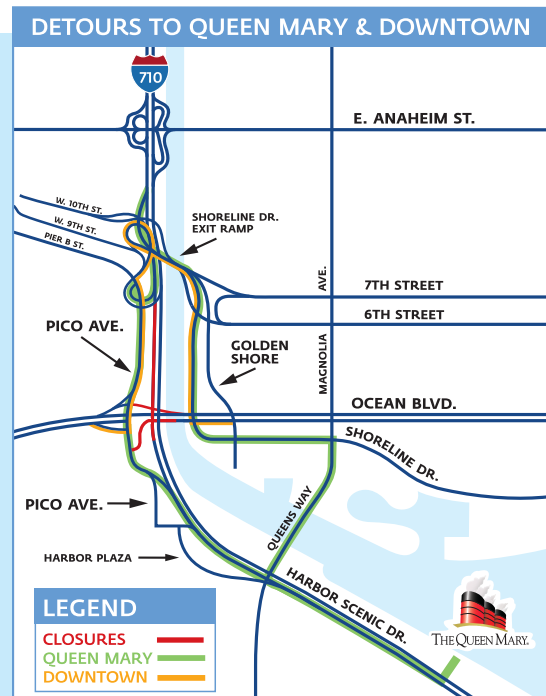 DETOURS TO QUEEN MARY & DOWNTOWN
710
E. ANAHEIM ST.
W. 10TH ST.
W. 9TH ST.
PIER B ST.
SHORELINE DR.
EXIT RAMP
MAGNOLIA AVE.
7TH STREET
6TH STREET
PICO AVE.
GOLDEN
SHORE
OCEAN BLVD.
SHORELINE DR.
PICO AVE.
QUEENS WAY
HARBOR PLAZA
HARBOR SCENIC DR.
THE QUEEN MARY.
LEGEND
CLOSURES
QUEEN MARY
DOWNTOWN